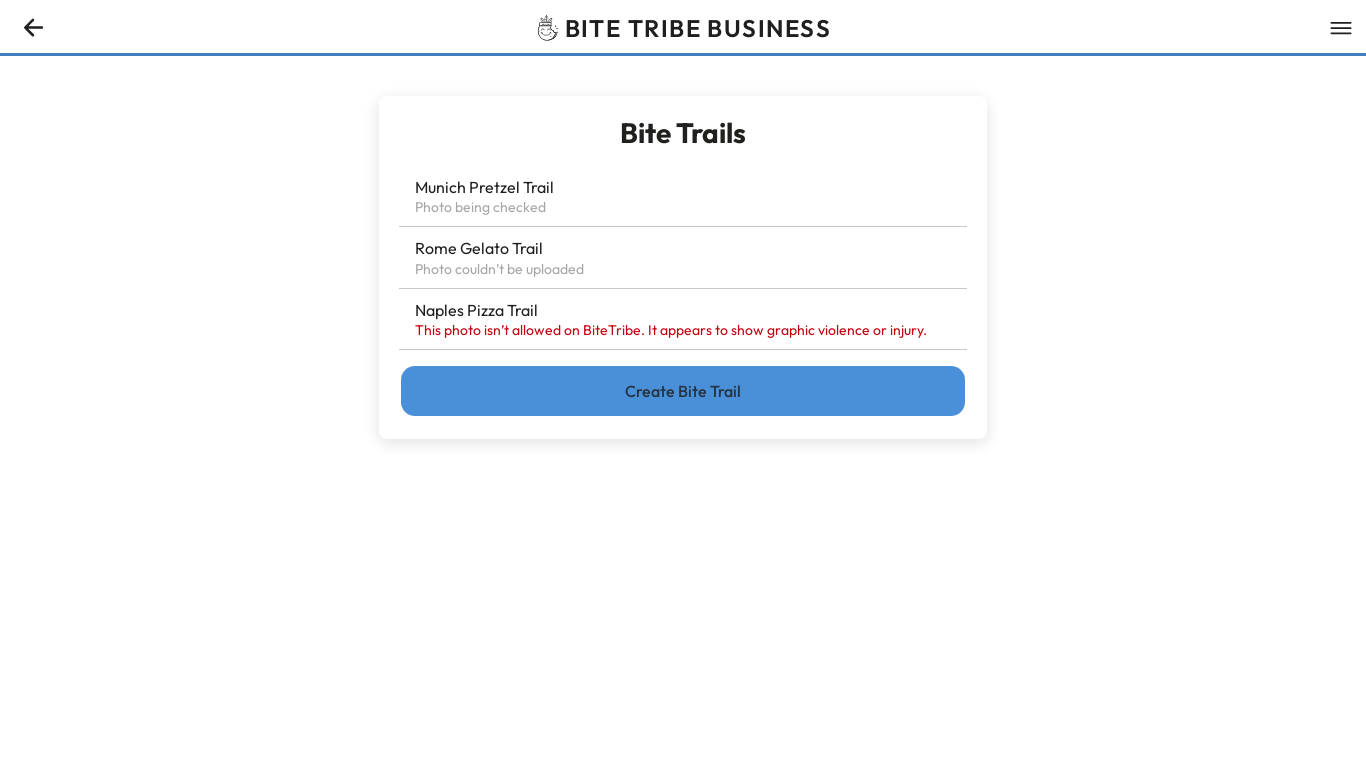 BITE TRIBE BUSINESS
Bite Trails
Munich Pretzel Trail
Photo being checked
Rome Gelato Trail
Photo couldn’t be uploaded
Naples Pizza Trail
This photo isn’t allowed on BiteTribe. It appears to show graphic violence or injury.
Create Bite Trail